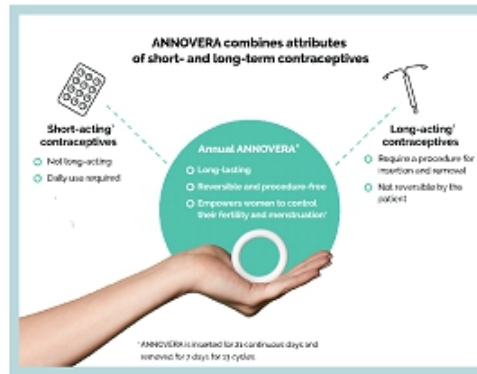 ANNOVERA combines attributes
of short- and long-term contraceptives
Short-acting†
contraceptives
Not long-acting
Daily use required
Annual ANNOVERA*
Long-lasting
Reversible and procedure-free
Empowers women to control
their fertility and menstruation†
Long-acting†
contraceptives
Require a procedure for
insertion and removal
Not reversible by the
patient
*ANNOVERA is inserted for 21 continuous days and
removed for 7 days for 13 cycles.